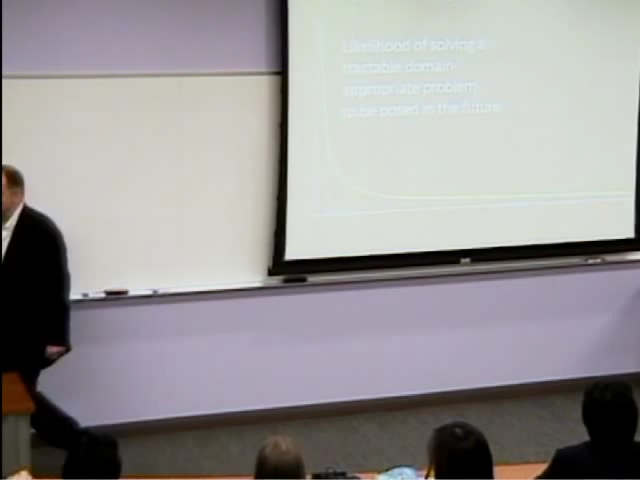 Likelihood of solving a
tractable domain-
appropriate problem
to be posed in the future